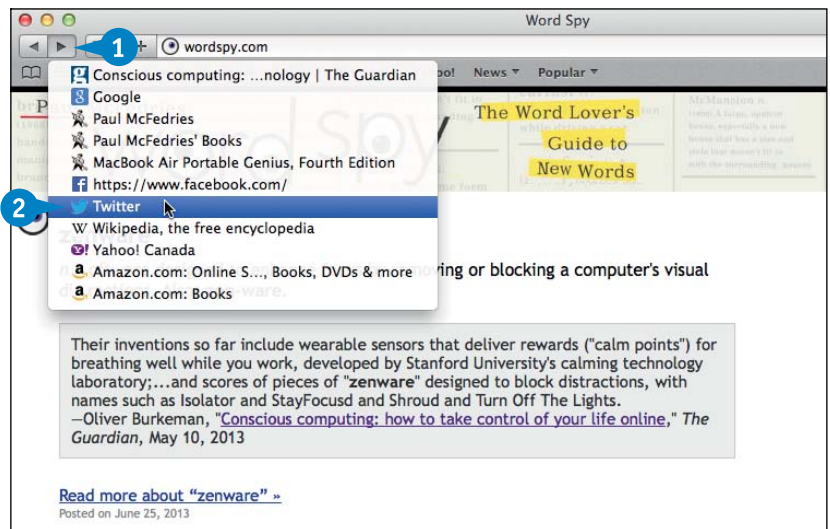 Word Spy
1
wordspy.com
News Popular
Conscious computing: ...nology | The Guardian
Google
Paul McFedries
Paul McFedries' Books
MacBook Air Portable Genius, Fourth Edition
https://www.facebook.com/
2
Twitter
Wikipedia, the free encyclopedia
Yahoo! Canada
Amazon.com: Online S..., Books, DVDs & more
Amazon.com: Books
The Word Lover's
Guide to
New Words
or blocking a computer's visual
Their inventions so far include wearable sensors that deliver rewards ("calm points") for
breathing well while you work, developed by Stanford University's calming technology
laboratory;...and scores of pieces of "zenware" designed to block distractions, with
names such as Isolator and StayFocusd and Shroud and Turn Off The Lights.
—Oliver Burkeman, "Conscious computing: how to take control of your life online," The
Guardian, May 10, 2013
Read more about “zenware” »
Posted on June 25, 2013